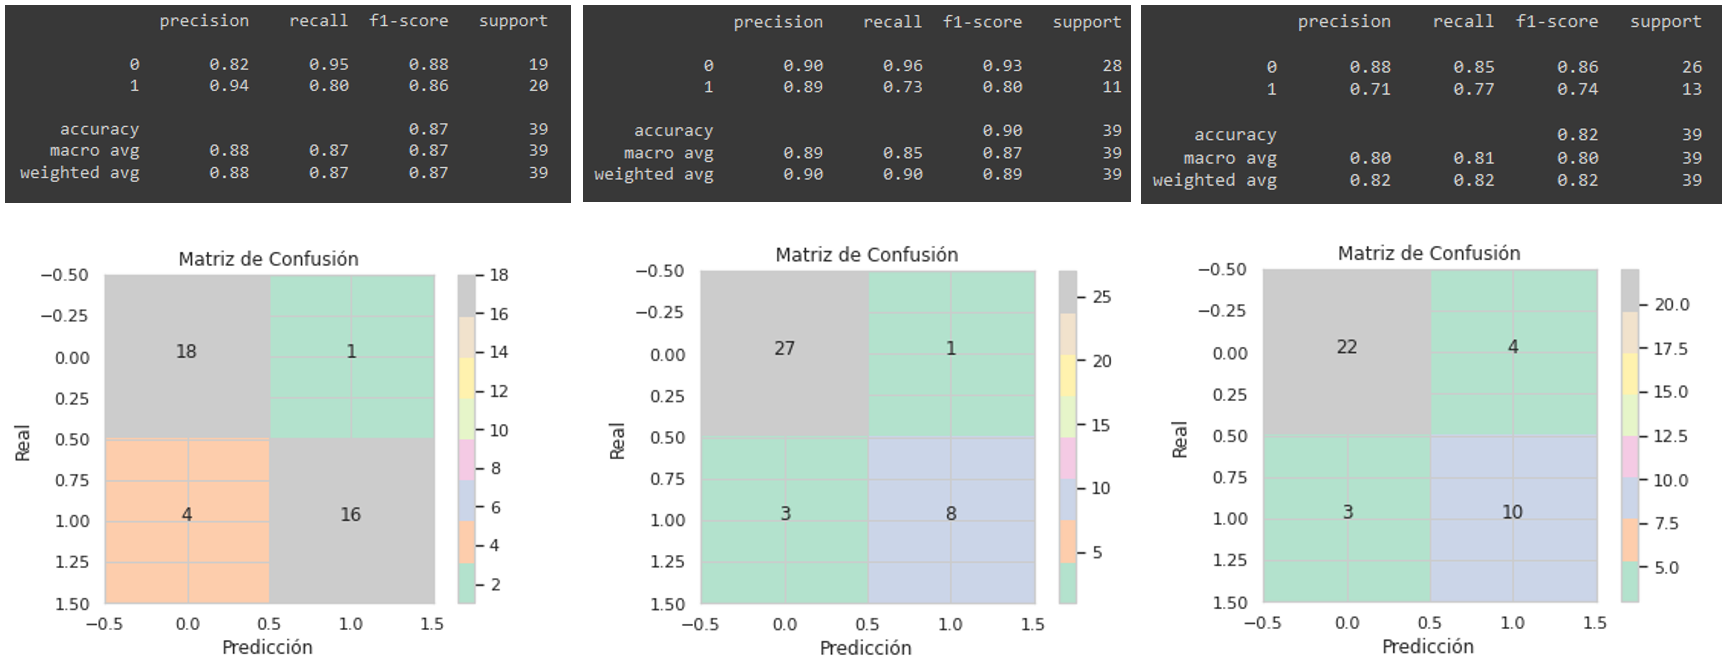 precision recall f1-score support
0 0.82 0.95 0.88 19
1 0.94 0.80 0.86 20
accuracy 0.87 39
macro avg 0.88 0.87 0.87 39
weighted avg 0.88 0.87 0.87 39
precision recall f1-score support
0 0.90 0.96 0.93 28
1 0.89 0.73 0.80 11
accuracy 0.90 39
macro avg 0.89 0.85 0.87 39
weighted avg 0.90 0.90 0.89 39
precision recall f1-score support
0 0.88 0.85 0.86 26
1 0.71 0.77 0.74 13
accuracy 0.82 39
macro avg 0.80 0.81 0.80 39
weighted avg 0.82 0.82 0.82 39
Matriz de Confusión
−0.50
−0.25
0.00
0.25
0.50
0.75
1.00
1.25
1.50
Real
18 1
4 16
−0.5 0.0 0.5 1.0 1.5
Predicción
18
16
14
12
10
8
6
4
2
Matriz de Confusión
−0.50
−0.25
0.00
0.25
0.50
0.75
1.00
1.25
1.50
Real
27 1
3 8
−0.5 0.0 0.5 1.0 1.5
Predicción
25
20
15
10
5
Matriz de Confusión
−0.50
−0.25
0.00
0.25
0.50
0.75
1.00
1.25
1.50
Real
22 4
3 10
−0.5 0.0 0.5 1.0 1.5
Predicción
20.0
17.5
15.0
12.5
10.0
7.5
5.0